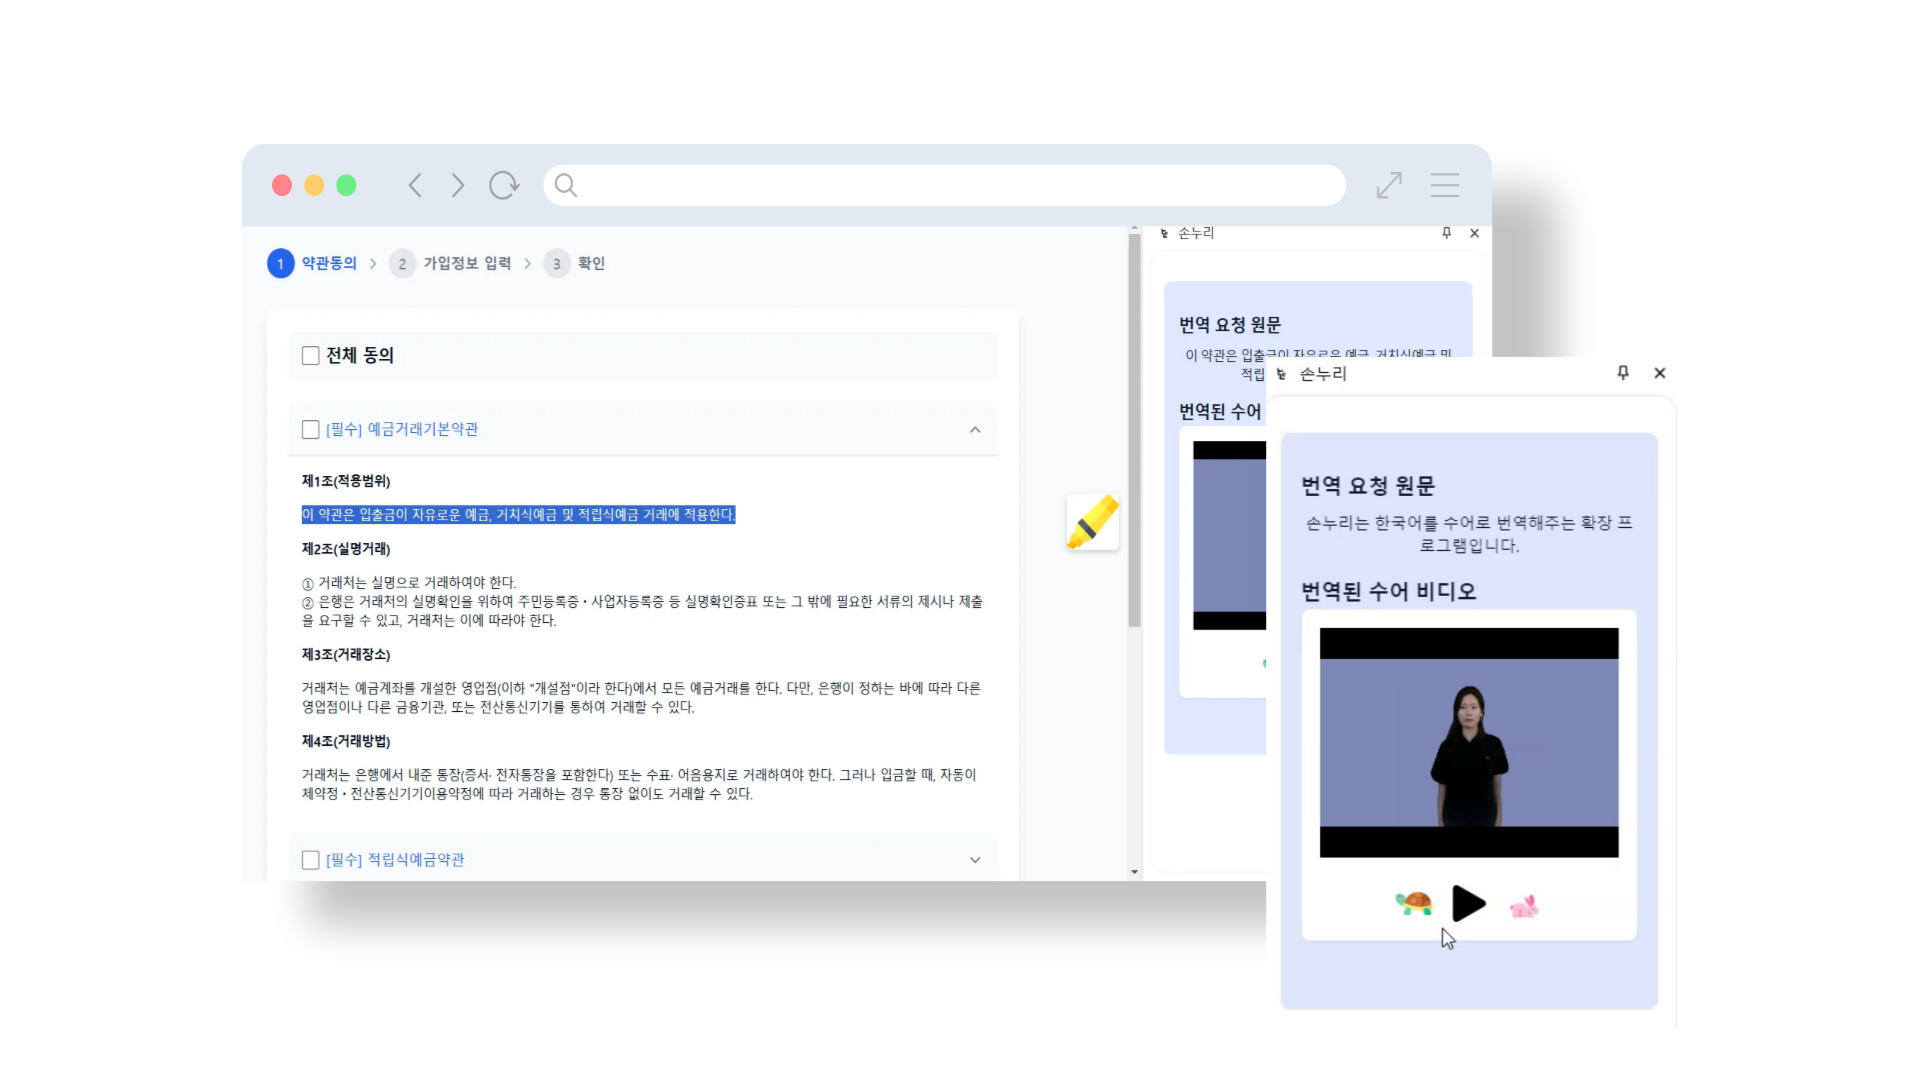 1 약관동의 > 2 가입정보 입력 > 3 확인
전체 동의
[필수] 예금거래기본약관
제1조(적용범위)
이 약관은 입출금이 자유로운 예금, 거치식예금 및 적립식예금 거래에 적용한다.
제2조(실명거래)
① 거래처는 실명으로 거래하여야 한다.
② 은행은 거래처의 실명확인을 위하여 주민등록증・사업자등록증 등 실명확인증표 또는 그 밖에 필요한 서류의 제시나 제출
을 요구할 수 있고, 거래처는 이에 따라야 한다.
제3조(거래장소)
거래처는 예금계좌를 개설한 영업점(이하 "개설점"이라 한다)에서 모든 예금거래를 한다. 다만, 은행이 정하는 바에 따라 다른
영업점이나 다른 금융기관, 또는 전산통신기기를 통하여 거래할 수 있다.
제4조(거래방법)
거래처는 은행에서 내준 통장(증서· 전자통장을 포함한다) 또는 수표· 어음용지로 거래하여야 한다. 그러나 입금할 때, 자동이
체약정・전산통신기기이용약정에 따라 거래하는 경우 통장 없이도 거래할 수 있다.
[필수] 적립식예금약관
손누리
번역 요청 원문
이 약관은 입출금이 자유로운 예금, 거치식예금 및
적립
번역된 수어
손누리
번역 요청 원문
손누리는 한국어를 수어로 번역해주는 확장 프
로그램입니다.
번역된 수어 비디오